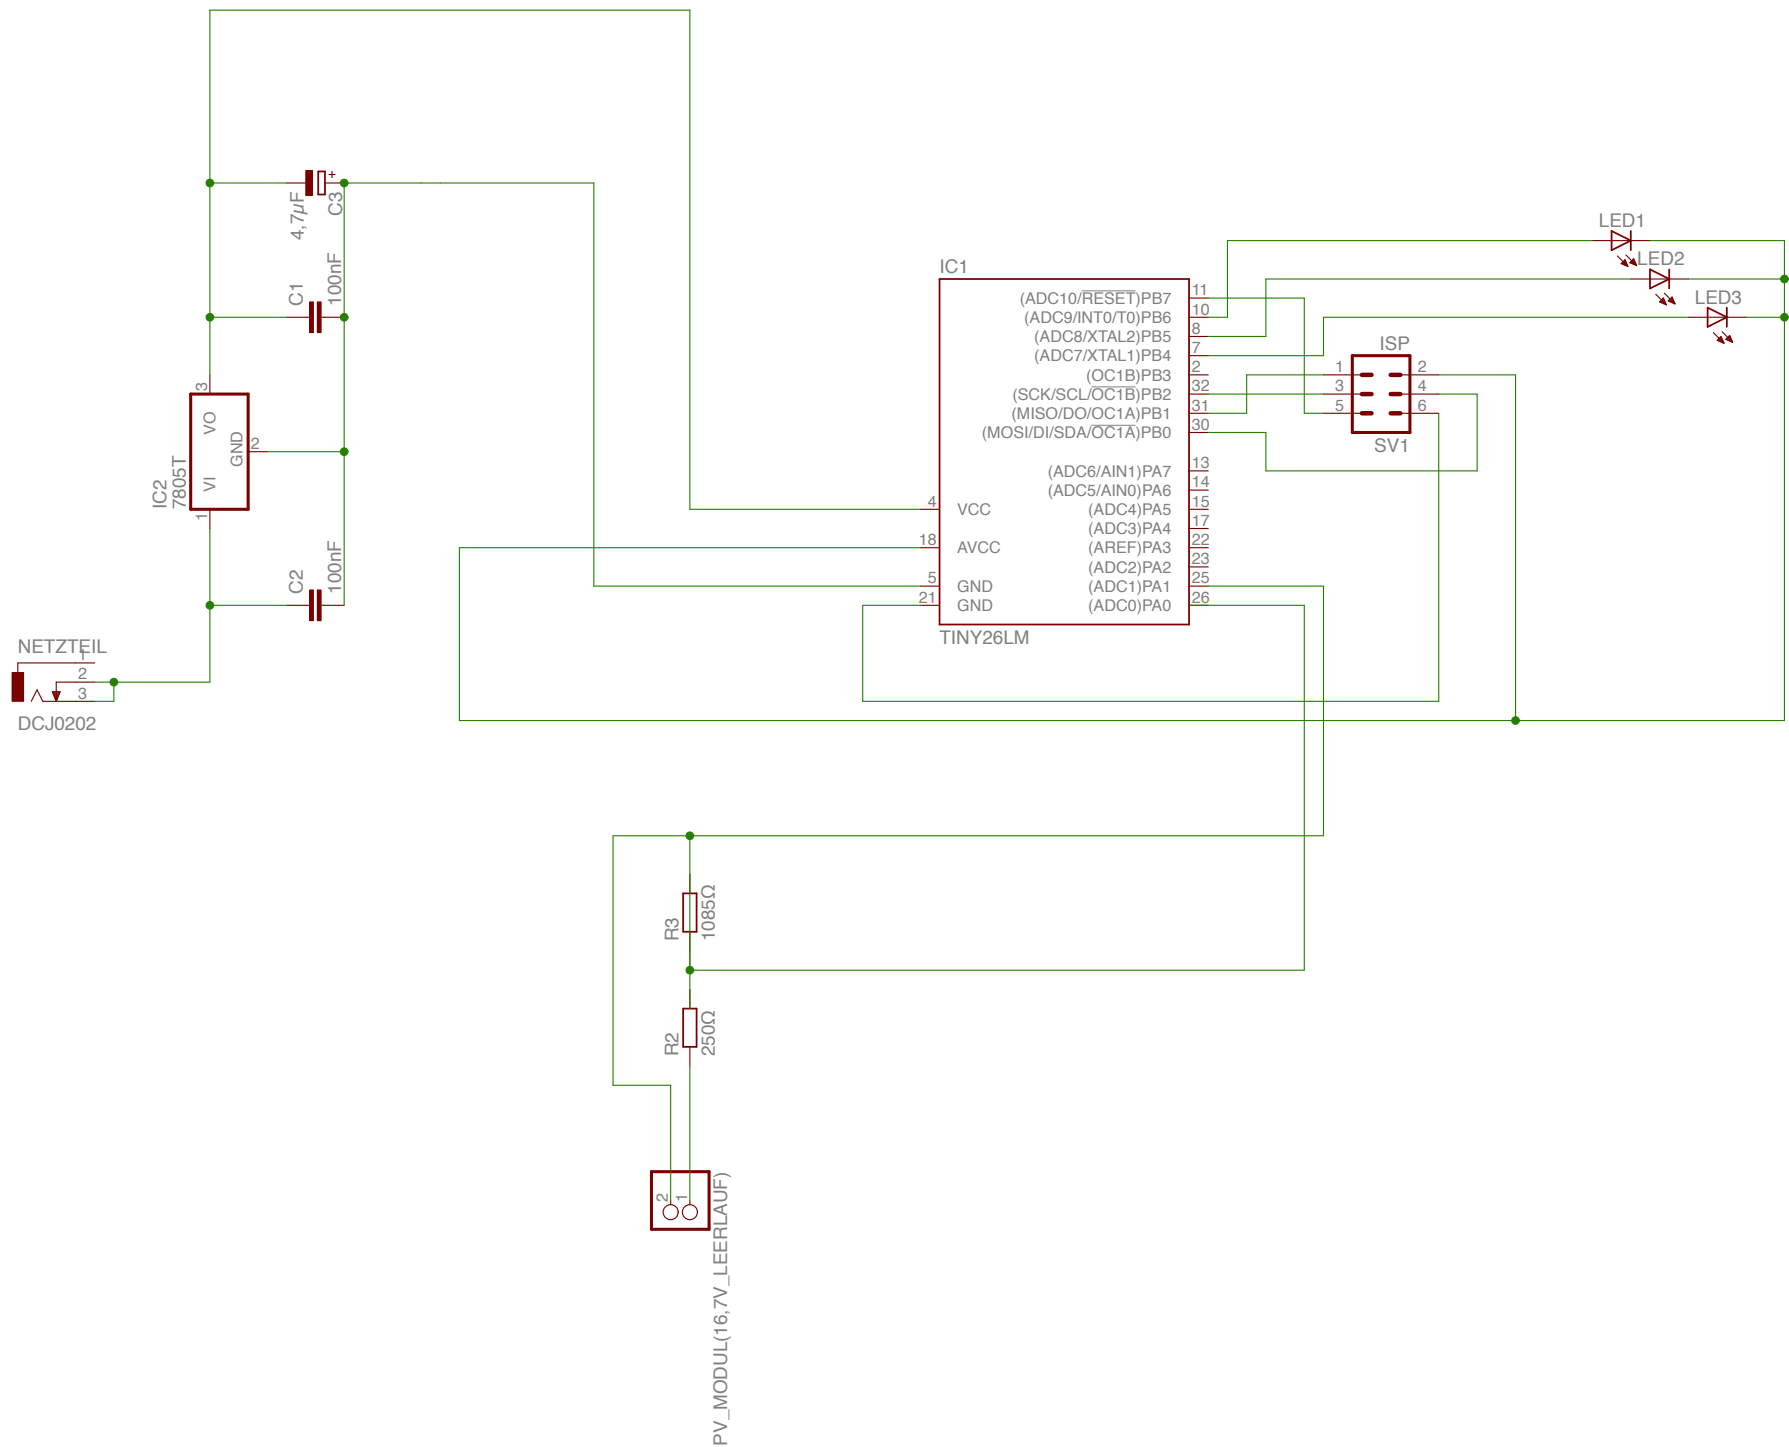 +
4,7µF
C3
C1
100nF
3
VO
GND
2
VI
IC2
7805T
1
C2
100nF
NETZTEIL
1
2
3
DCJ0202
IC1
(ADC10/RESET)PB7
11
(ADC9/INT0/T0)PB6
10
(ADC8/XTAL2)PB5
8
(ADC7/XTAL1)PB4
7
(OC1B)PB3
2
(SCK/SCL/OC1B)PB2
32
(MISO/DO/OC1A)PB1
31
(MOSI/DI/SDA/OC1A)PB0
30
(ADC6/AIN1)PA7
13
(ADC5/AIN0)PA6
14
4
VCC
(ADC4)PA5
15
(ADC3)PA4
17
18
AVCC
(AREF)PA3
22
(ADC2)PA2
23
5
GND
(ADC1)PA1
25
21
GND
(ADC0)PA0
26
TINY26LM
LED1
LED2
LED3
ISP
1
2
3
4
5
6
SV1
R3
1085Ω
R2
250Ω
2
1
PV_MODUL(16,7V_LEERLAUF)